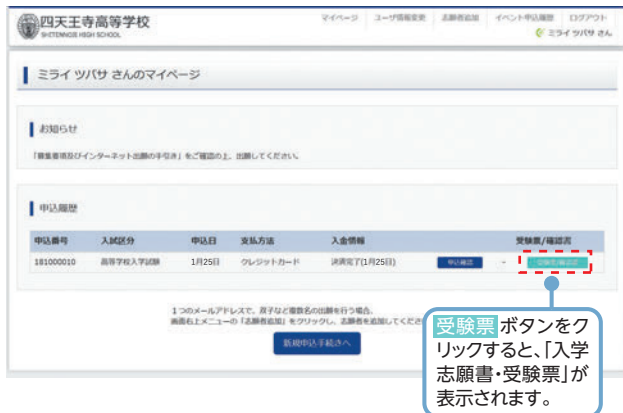 四天王寺高等学校
SHITENNOJI HIGH SCHOOL
マイページ ユーザ情報変更 志願者追加 イベント申込履歴 ログアウト
ミライ ツバサ さん
ミライ ツバサ さんのマイページ
お知らせ
「募集要項及びインターネット出願の手引き」をご確認の上、出願してください。
申込履歴
申込番号 入試区分 申込日 支払方法 入金情報 受験票/確認書
181000010 高等学校入学試験 1月25日 クレジットカード 決済完了(1月25日) 申込確認 - 受験票/確認書
1つのメールアドレスで、双子など複数名の出願を行う場合、
画面右上メニューの「志願者追加」をクリックし、志願者を追加してくださ
新規申込手続きへ
受験票 ボタンをク
リックすると、「入学
志願書・受験票」が
表示されます。